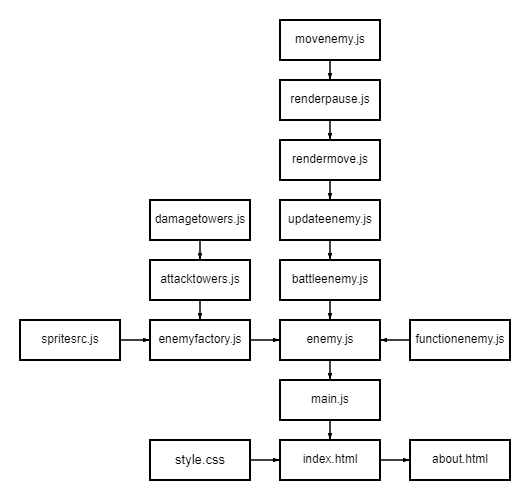 movenemy.js
renderpause.js
rendermove.js
damagetowers.js
updateenemy.js
attacktowers.js
battleenemy.js
spritesrc.js
enemyfactory.js
enemy.js
functionenemy.js
main.js
style.css
index.html
about.html